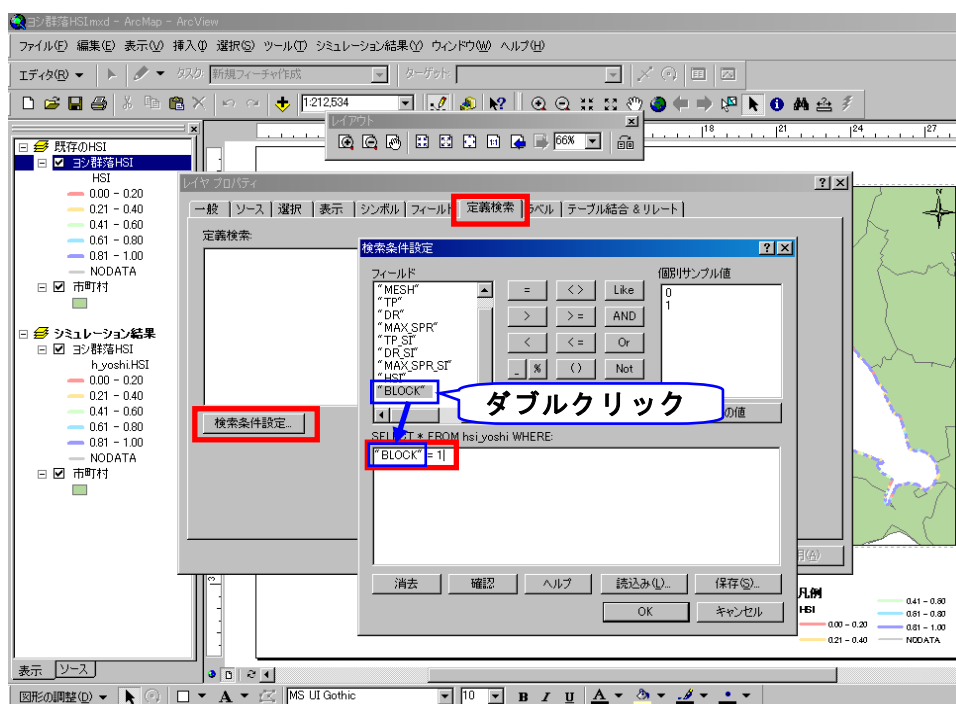 ヨシ群落HSI.mxd - ArcMap - ArcView
ファイル(F) 編集(E) 表示(V) 挿入(I) 選択(S) ツール(T) シミュレーション結果(Y) ウィンドウ(W) ヘルプ(H)
エディタ(R) タスク: 新規フィーチャ作成 ターゲット:
1:212,534
レイアウト
66%
18 21 24 27
既存のHSI
ヨシ群落HSI
HSI
0.00 - 0.20
0.21 - 0.40
0.41 - 0.60
0.61 - 0.80
0.81 - 1.00
NODATA
市町村
シミュレーション結果
ヨシ群落HSI
h_yoshi.HSI
0.00 - 0.20
0.21 - 0.40
0.41 - 0.60
0.61 - 0.80
0.81 - 1.00
NODATA
市町村
表示 ソース
レイヤ プロパティ
一般 ソース 選択 表示 シンボル フィールド 定義検索 ラベル テーブル結合 & リレート
定義検索:
検索条件設定...
検索条件設定
フィールド
"MESH"
"TP"
"DR"
"MAX_SPR"
"TP_SI"
"DR_SI"
"MAX_SPR_SI"
"HSI"
"BLOCK"
= <> Like
> >= AND
< <= Or
_ % () Not
個別サンプル値
0
1
ダブルクリック
の値
SELECT * FROM hsi_yoshi WHERE:
"BLOCK" = 1
消去 確認 ヘルプ 読込み(L)... 保存(S)...
OK キャンセル
用(A)
N
凡例
HSI
0.00 - 0.20
0.21 - 0.40
0.41 - 0.60
0.61 - 0.80
0.81 - 1.00
NODATA
図形の調整(D) A MS UI Gothic 10 B I U A